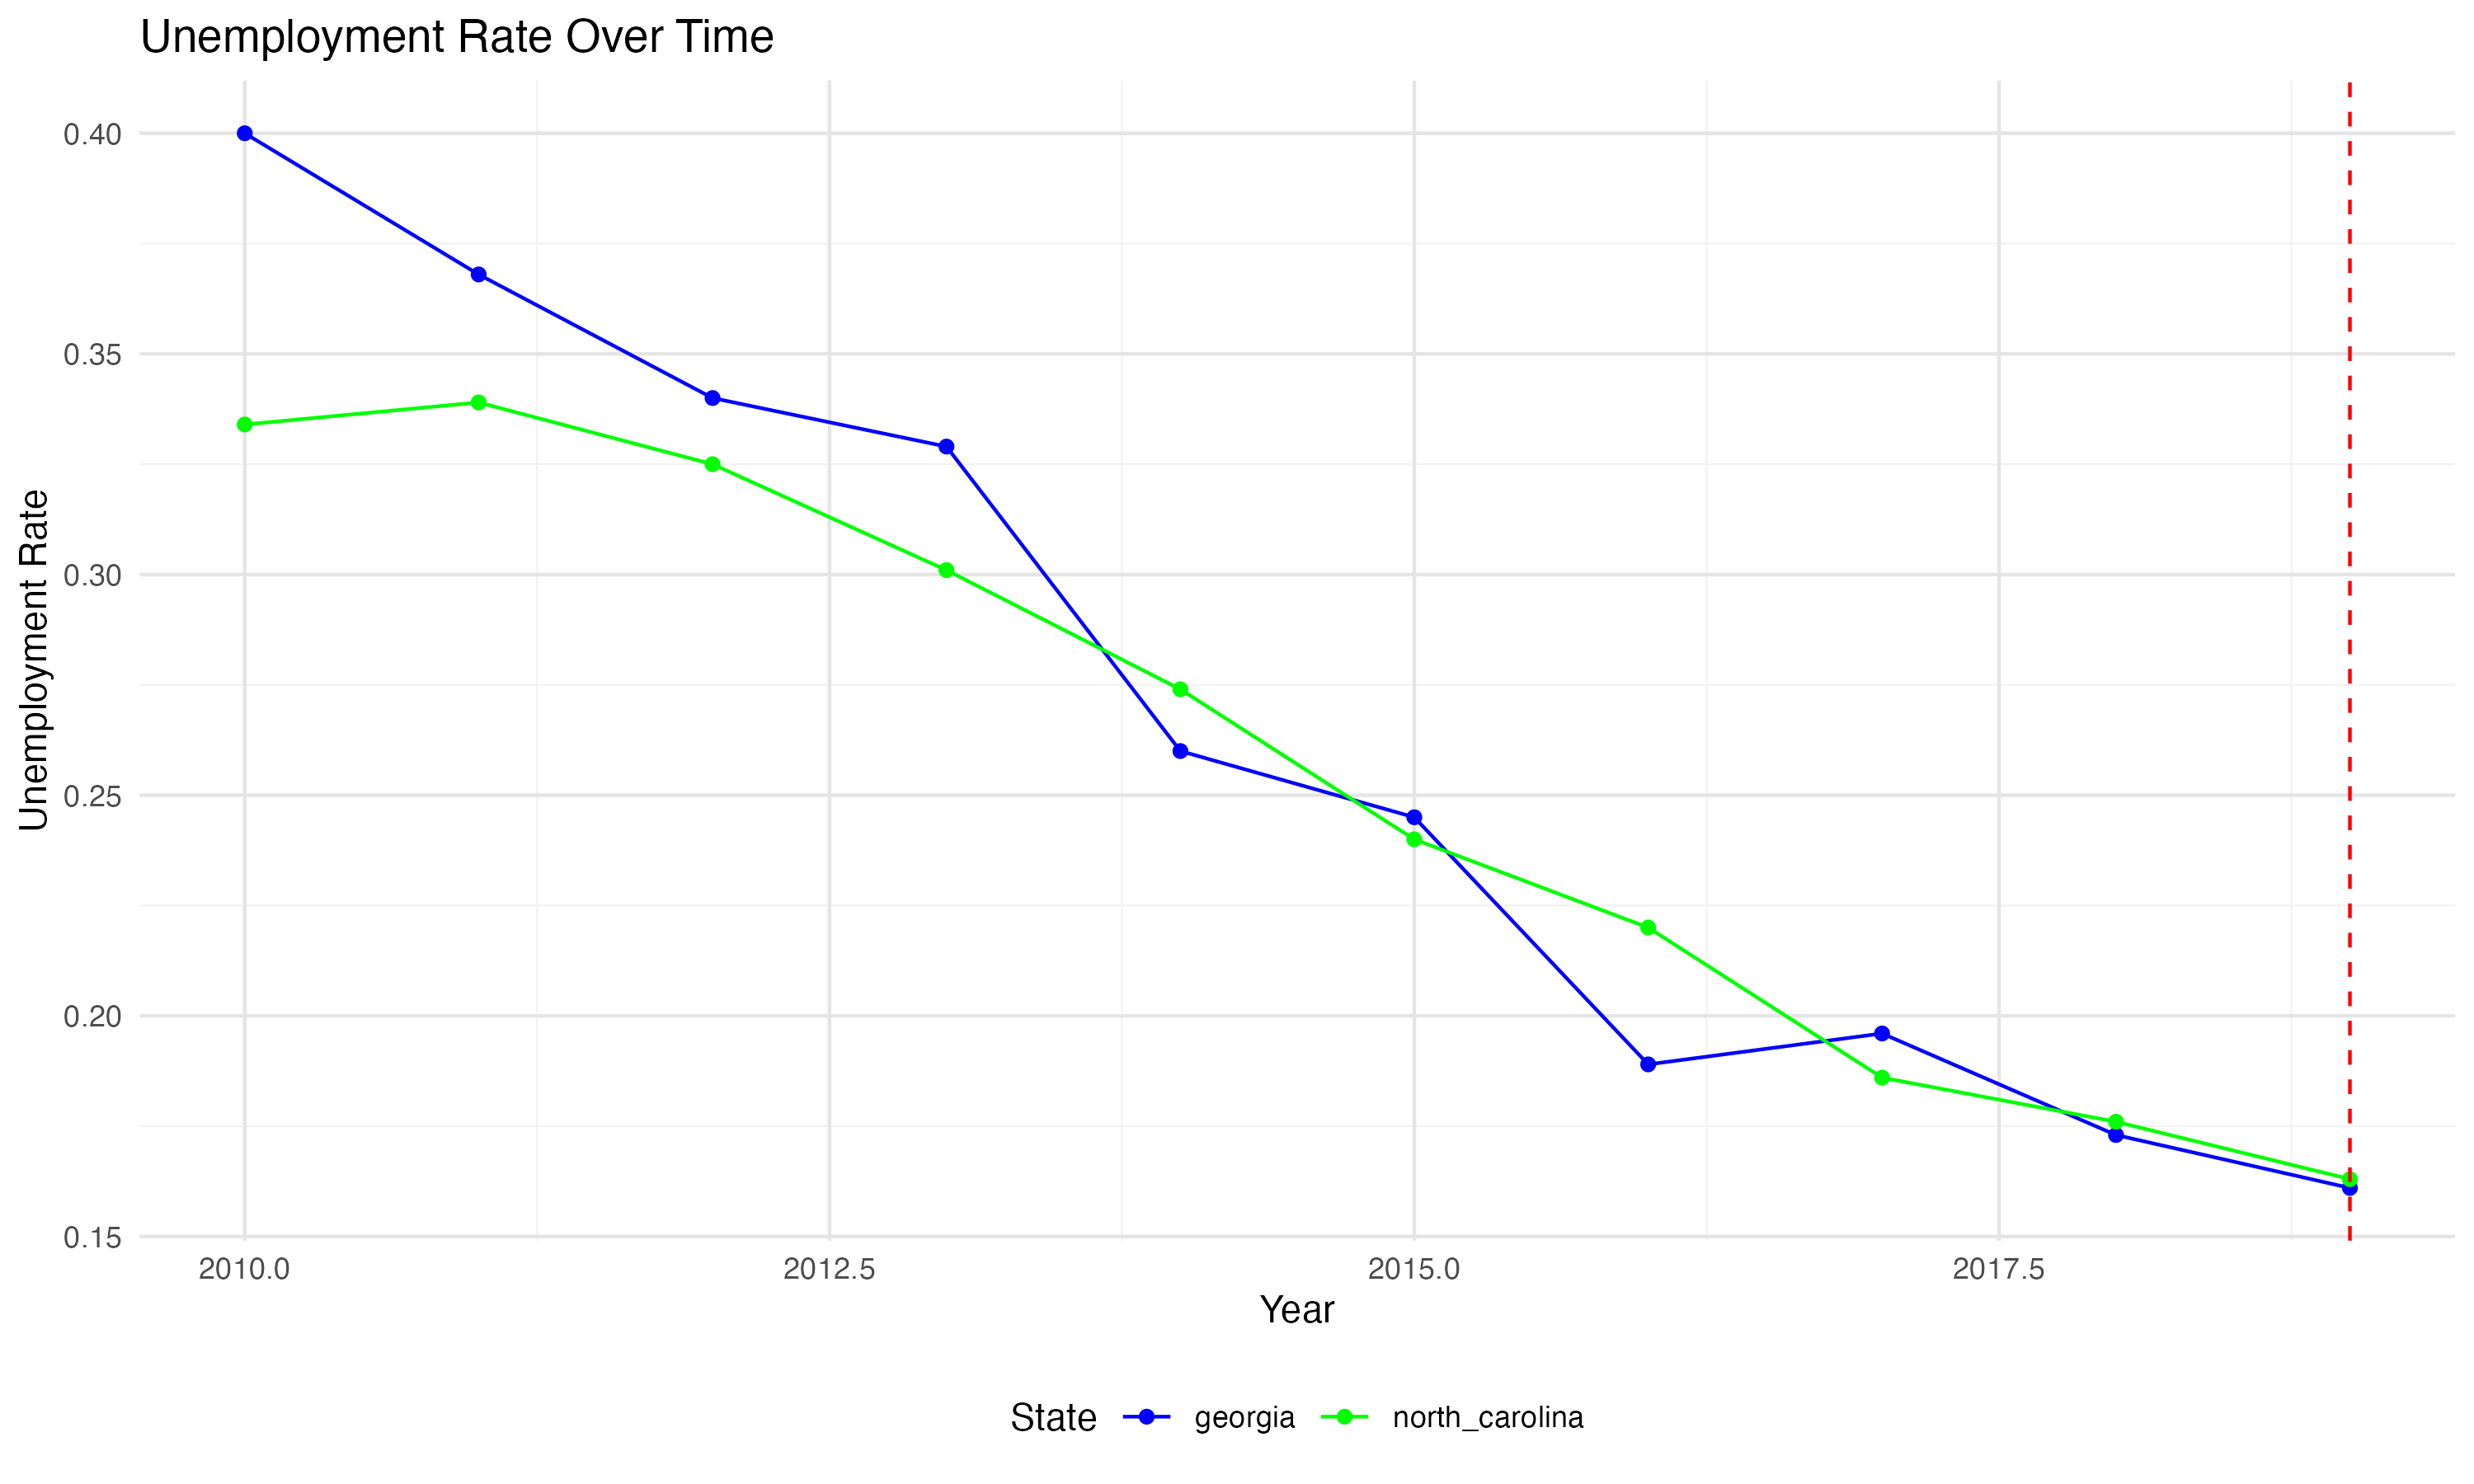 Unemployment Rate Over Time
Unemployment Rate
0.40
0.35
0.30
0.25
0.20
0.15
2010.0 2012.5 2015.0 2017.5
Year
State georgia north_carolina